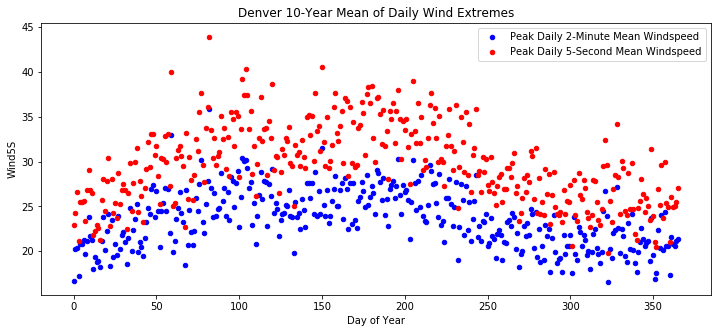 Denver 10-Year Mean of Daily Wind Extremes
Peak Daily 2-Minute Mean Windspeed
Peak Daily 5-Second Mean Windspeed
45
40
35
30
25
20
Wind5S
0 50 100 150 200 250 300 350
Day of Year